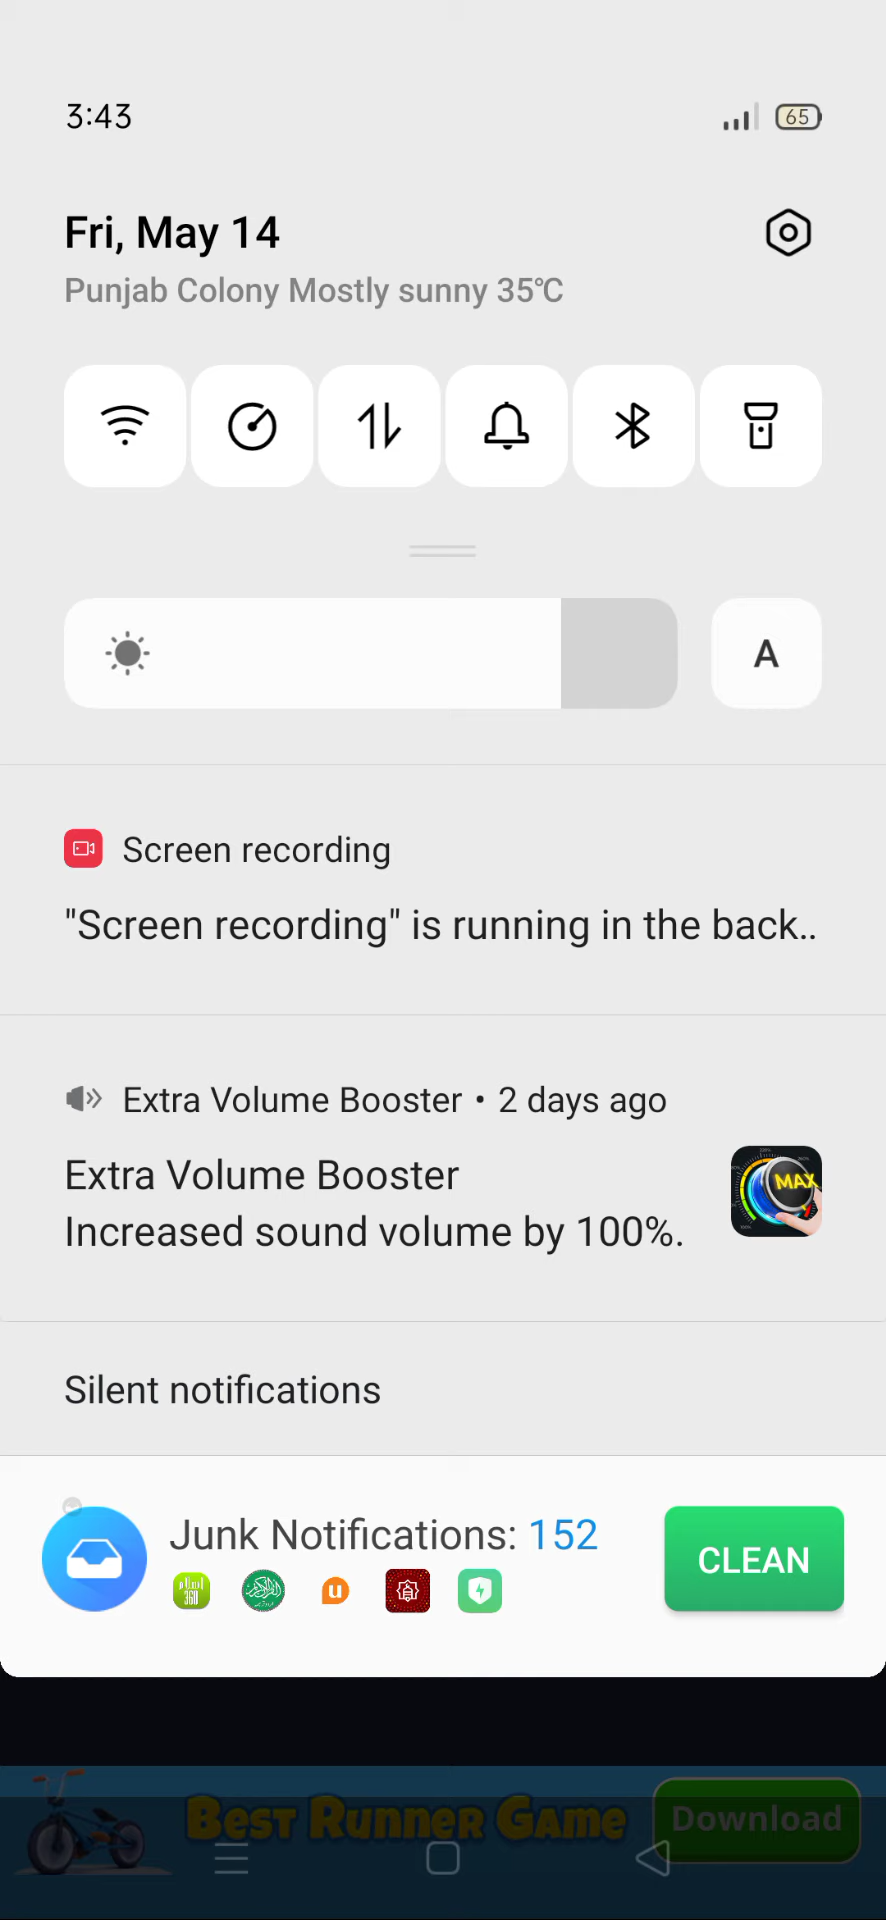 3:43
65
Fri, May 14
Punjab Colony Mostly sunny 35℃
A
Screen recording
"Screen recording" is running in the back..
Extra Volume Booster • 2 days ago
Extra Volume Booster
MAX
Increased sound volume by 100%.
Silent notifications
Junk Notifications: 152
CLEAN
360
u
Best Runner Game
Download